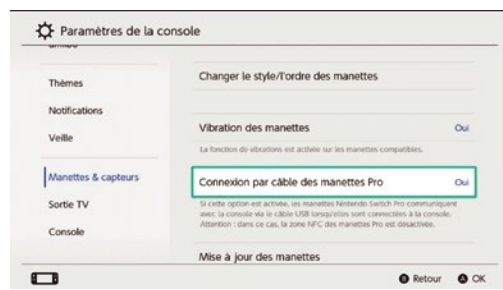 Paramètres de la console
amiibo
Thèmes
Notifications
Veille
Manettes & capteurs
Sortie TV
Console
Changer le style/l'ordre des manettes
Vibration des manettes Oui
La fonction de vibrations est activée sur les manettes compatibles.
Connexion par câble des manettes Pro Oui
Si cette option est activée, les manettes Nintendo Switch Pro communiquent
avec la console via le câble USB lorsqu'elles sont connectées à la console.
Attention : dans ce cas, la zone NFC des manettes Pro est désactivée.
Mise à jour des manettes
B Retour A OK